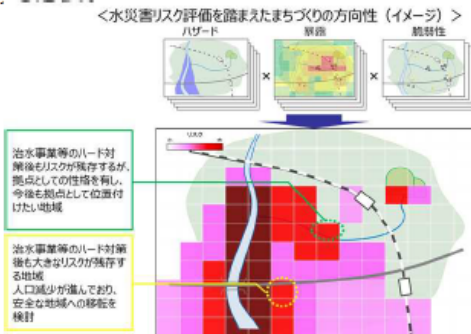 <水災害リスク評価を踏まえたまちづくりの方向性（イメージ）>
ハザード
暴露
脆弱性
×
×
リスク
治水事業等のハード対
策後もリスクが残存するが、
拠点としての性格を有し、
今後も拠点として位置付
けたい地域
治水事業等のハード対策
後も大きなリスクが残存す
る地域
人口減少が進んでおり、
安全な地域への移転を
検討